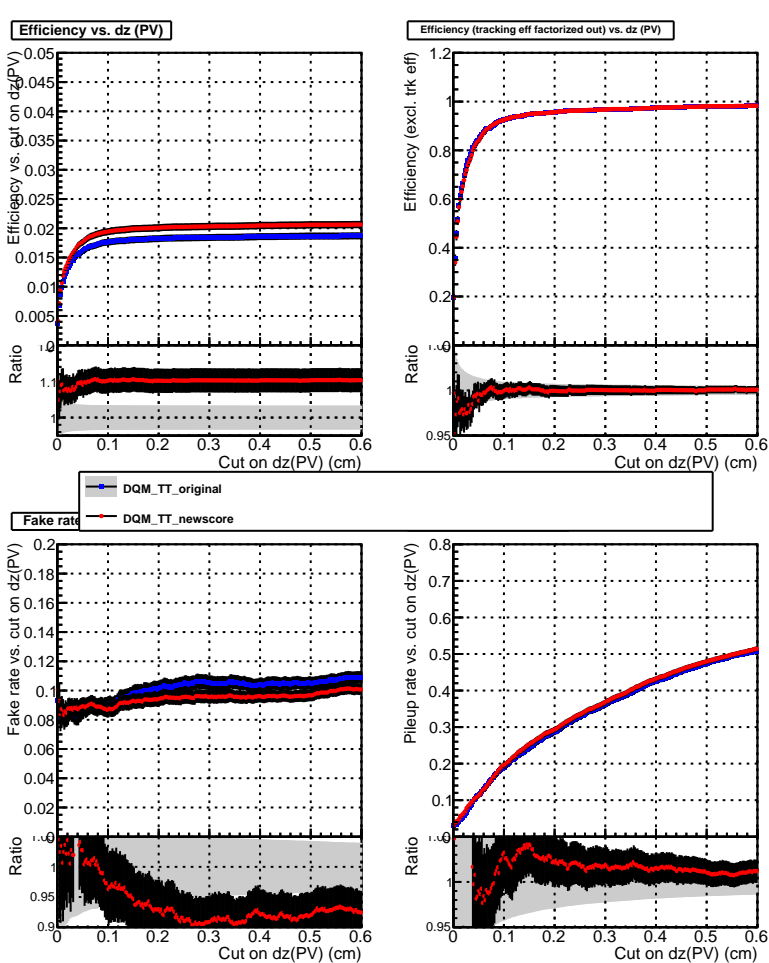 Efficiency vs. dz (PV)
Efficiency vs. cut on dz(PV)
0.05
0.045
0.04
0.035
0.03
0.025
0.02
0.015
0.01
0.005
0
Ratio
1.1
1
0 0.1 0.2 0.3 0.4 0.5 0.6
Cut on dz(PV) (cm)
Efficiency (tracking eff factorized out) vs. dz (PV)
Efficiency (excl. trk eff)
1.2
1
0.8
0.6
0.4
0.2
0
Ratio
1
0.95
0 0.1 0.2 0.3 0.4 0.5 0.6
Cut on dz(PV) (cm)
DQM_TT_original
DQM_TT_newscore
Fake rate
Fake rate vs. cut on dz(PV)
0.2
0.18
0.16
0.14
0.12
0.1
0.08
0.06
0.04
0.02
0
Ratio
1
0.95
0.9
0 0.1 0.2 0.3 0.4 0.5 0.6
Cut on dz(PV) (cm)
Pileup rate vs. cut on dz(PV)
0.8
0.7
0.6
0.5
0.4
0.3
0.2
0.1
0
Ratio
1
0.95
0 0.1 0.2 0.3 0.4 0.5 0.6
Cut on dz(PV) (cm)